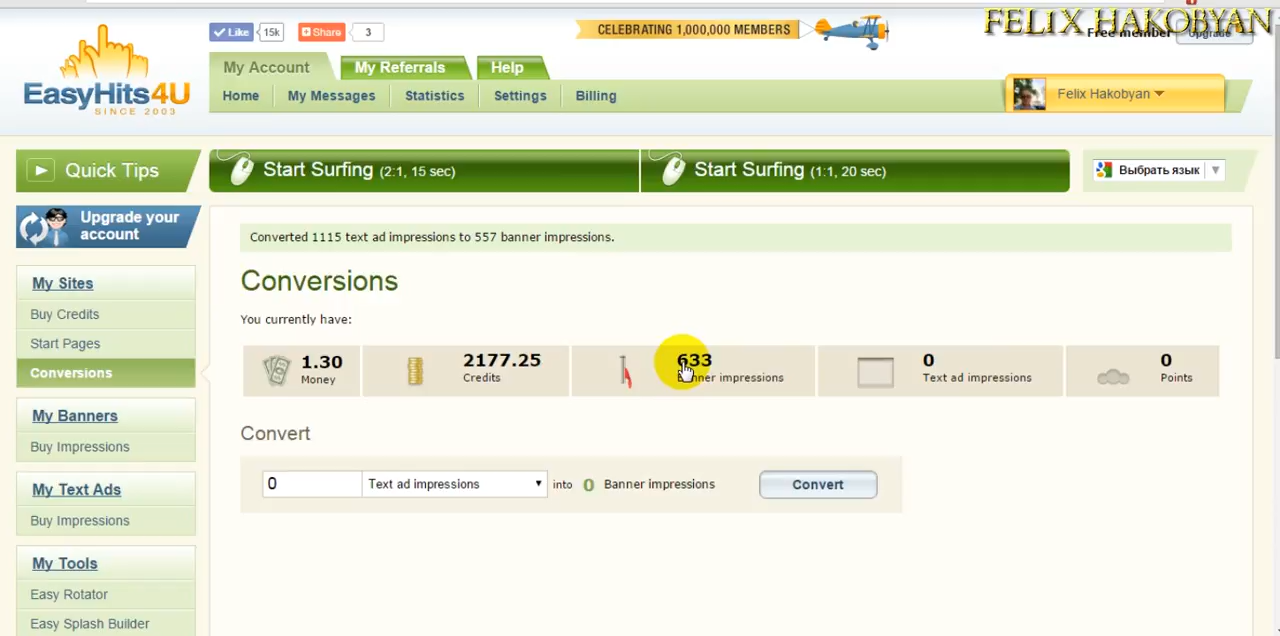 FELIX HAKOBYAN
Like 15k Share 3
CELEBRATING 1,000,000 MEMBERS
Free member Upgrade
EasyHits4U
SINCE 2003
My Account My Referrals Help
Home My Messages Statistics Settings Billing
Felix Hakobyan
Quick Tips
Start Surfing (2:1, 15 sec)
Start Surfing (1:1, 20 sec)
Выбрать язык
Upgrade your
account
Converted 1115 text ad impressions to 557 banner impressions.
My Sites
Buy Credits
Start Pages
Conversions
My Banners
Buy Impressions
My Text Ads
Buy Impressions
My Tools
Easy Rotator
Easy Splash Builder
Conversions
You currently have:
1.30
Money
2177.25
Credits
633
Banner impressions
0
Text ad impressions
0
Points
Convert
0 Text ad impressions into 0 Banner impressions Convert